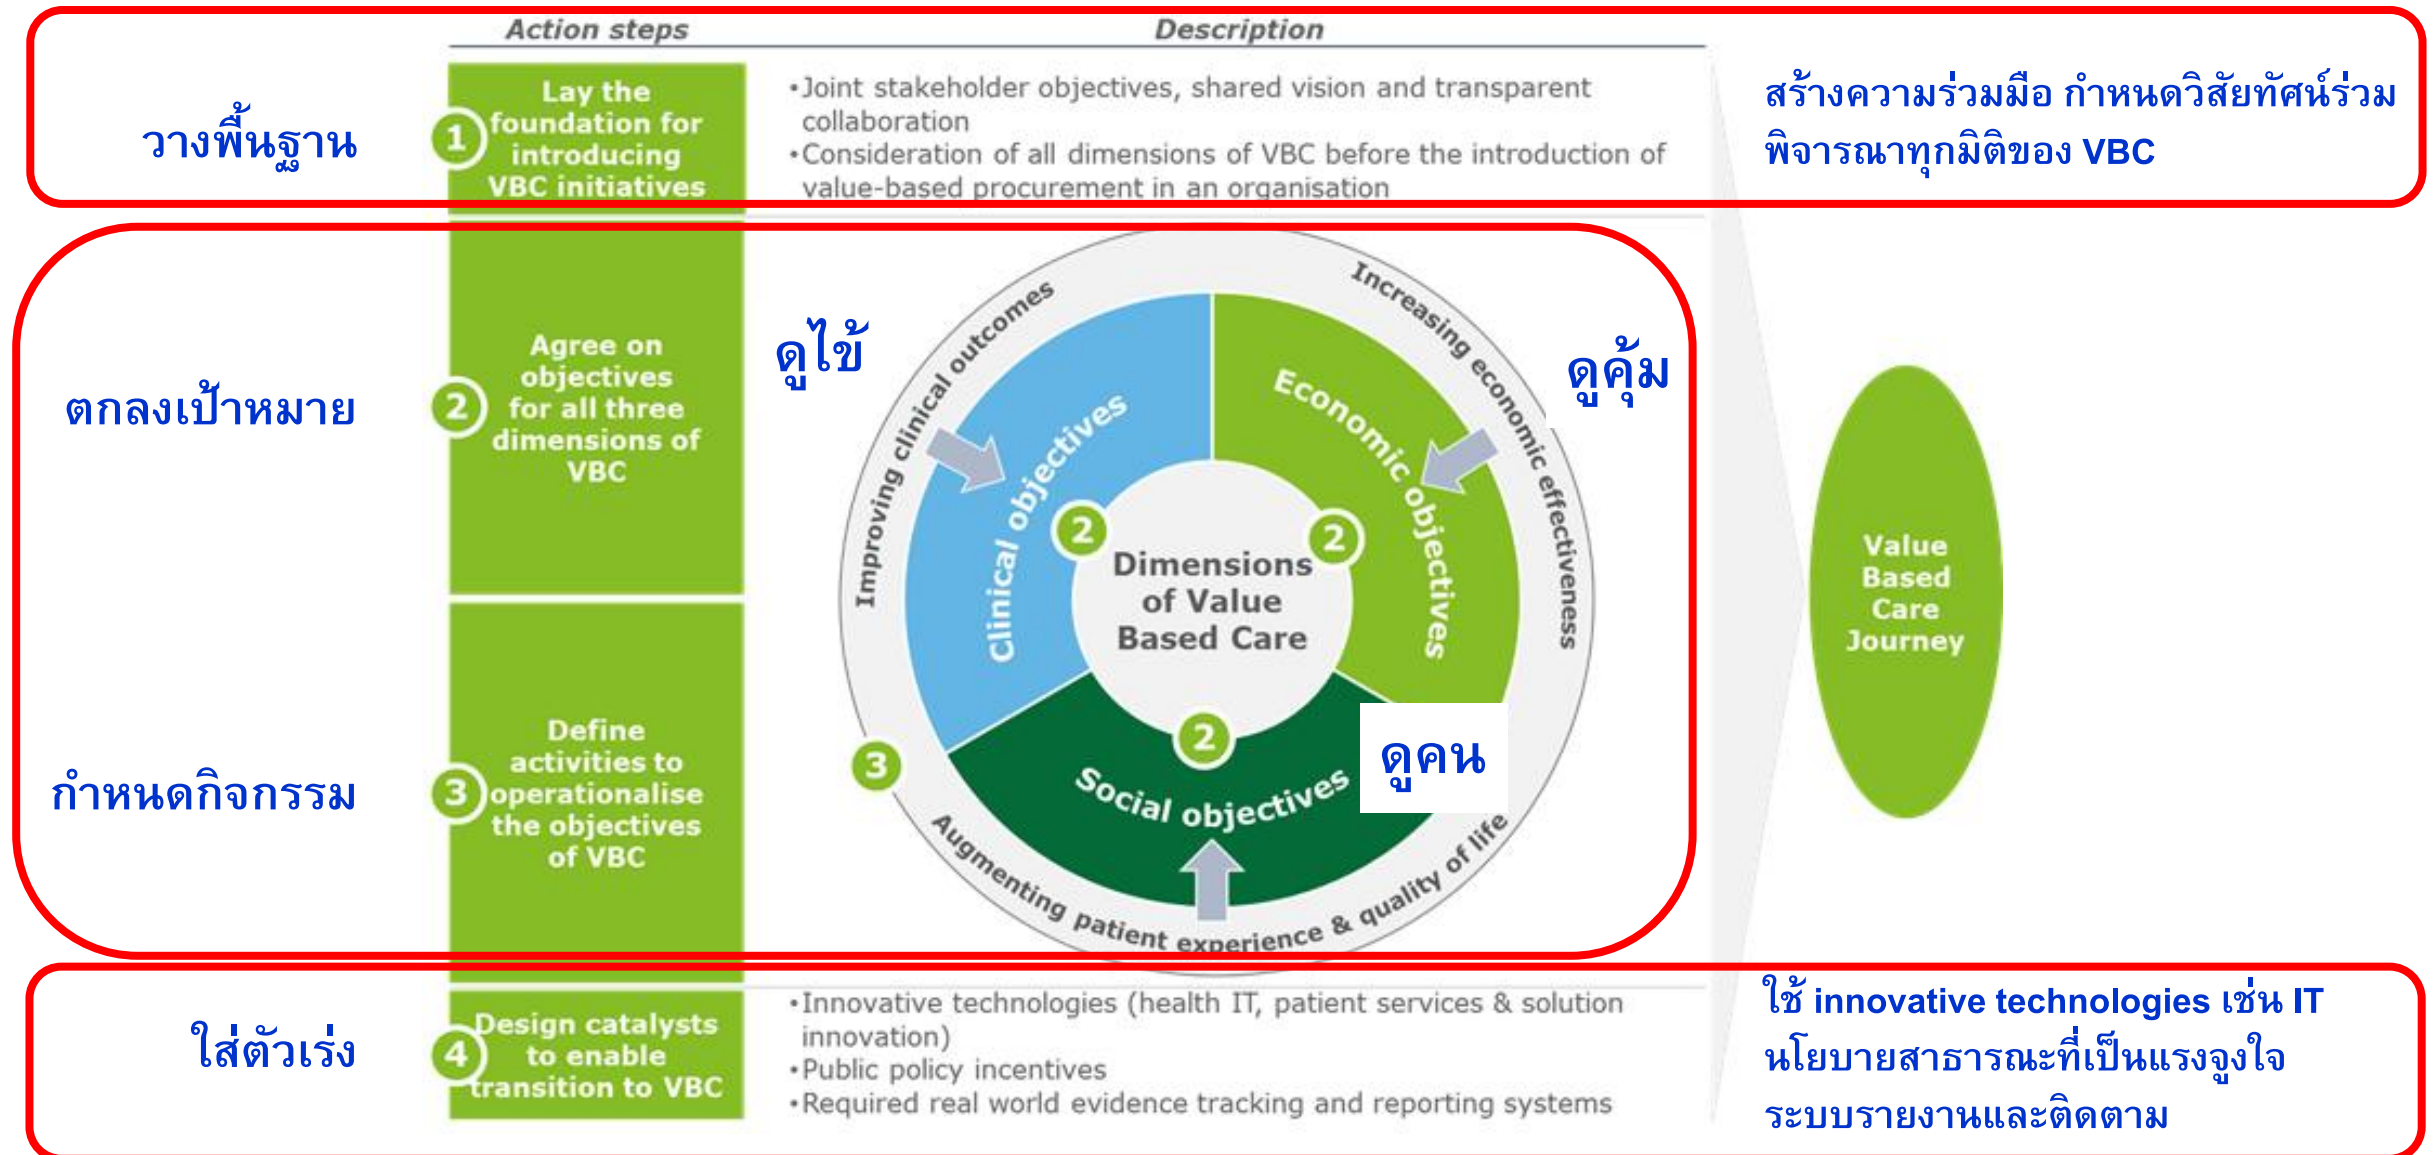 Action steps
Description
วางพื้นฐาน
1
Lay the
foundation for
introducing
VBC initiatives
•Joint stakeholder objectives, shared vision and transparent
collaboration
•Consideration of all dimensions of VBC before the introduction of
value-based procurement in an organisation
สร้างความร่วมมือ กำหนดวิสัยทัศน์ร่วม
พิจารณาทุกมิติของ VBC
ตกลงเป้าหมาย
2
Agree on
objectives
for all three
dimensions of
VBC
กำหนดกิจกรรม
3
Define
activities to
operationalise
the objectives
of VBC
ดูไข้
ดูคุ้ม
ดูคน
Improving clinical outcomes
Increasing economic effectiveness
Augmenting patient experience & quality of life
Clinical objectives
Economic objectives
Social objectives
2
2
2
3
Dimensions
of Value
Based Care
Value
Based
Care
Journey
ใส่ตัวเร่ง
4
Design catalysts
to enable
transition to VBC
•Innovative technologies (health IT, patient services & solution
innovation)
•Public policy incentives
•Required real world evidence tracking and reporting systems
ใช้ innovative technologies เช่น IT
นโยบายสาธารณะที่เป็นแรงจูงใจ
ระบบรายงานและติดตาม